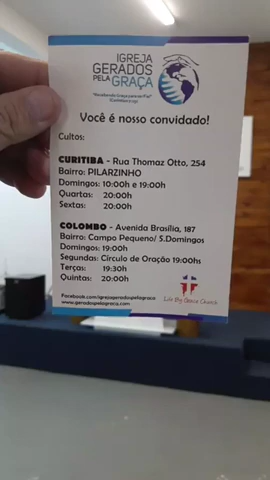 IGREJA
GERADOS
PELA GRAÇA
Você é nosso convidado!
Cultos:
CURITIBA - Rua Thomaz Otto, 254
Bairro: PILARZINHO
Domingos: 10:00h e 19:00h
Quartas: 20:00h
Sextas: 20:00h
COLOMBO - Avenida Brasília, 187
Bairro: Campo Pequeno/ S.Domingos
Domingos: 19:00h
Segundas: Círculo de Oração 19:00hs
Terças: 19:30h
Quintas: 20:00h
Facebook.com/igrejageradospelagraca
www.geradospelagraca.com
Life By Grace Church